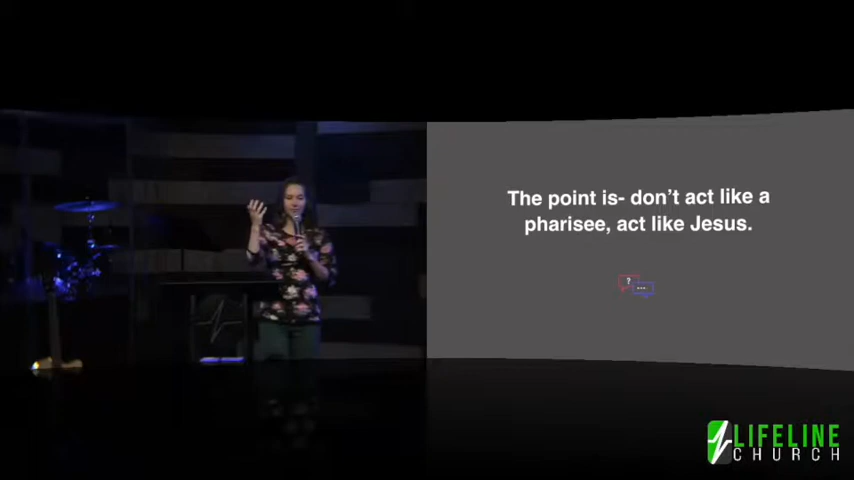 The point is- don't act like a
pharisee, act like Jesus.
?
LIFELINE
CHURCH